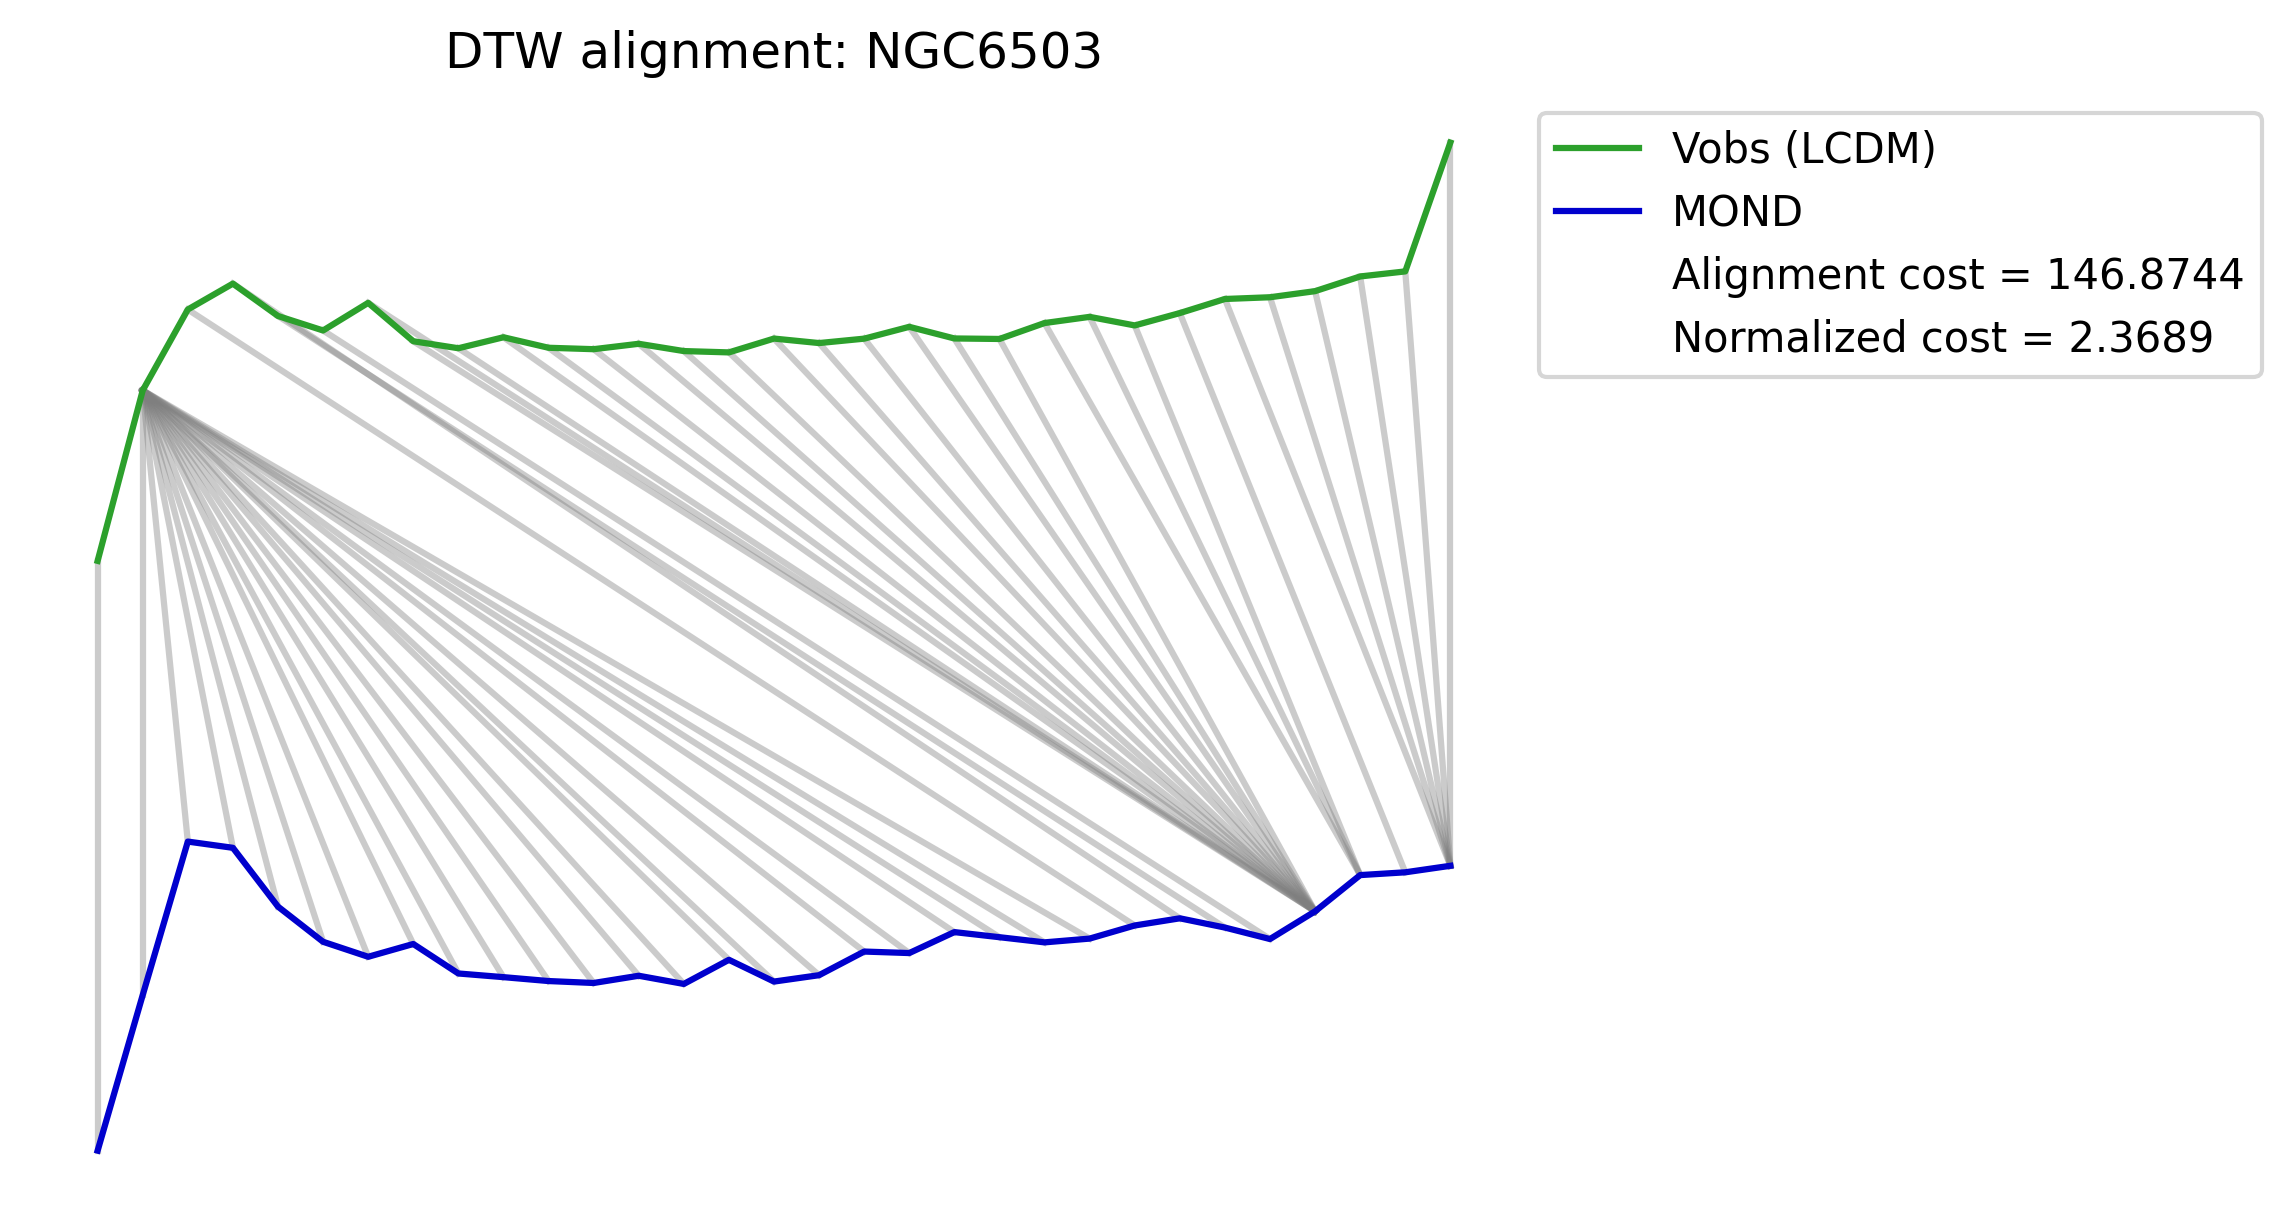 DTW alignment: NGC6503
Vobs (LCDM)
MOND
Alignment cost = 146.8744
Normalized cost = 2.3689